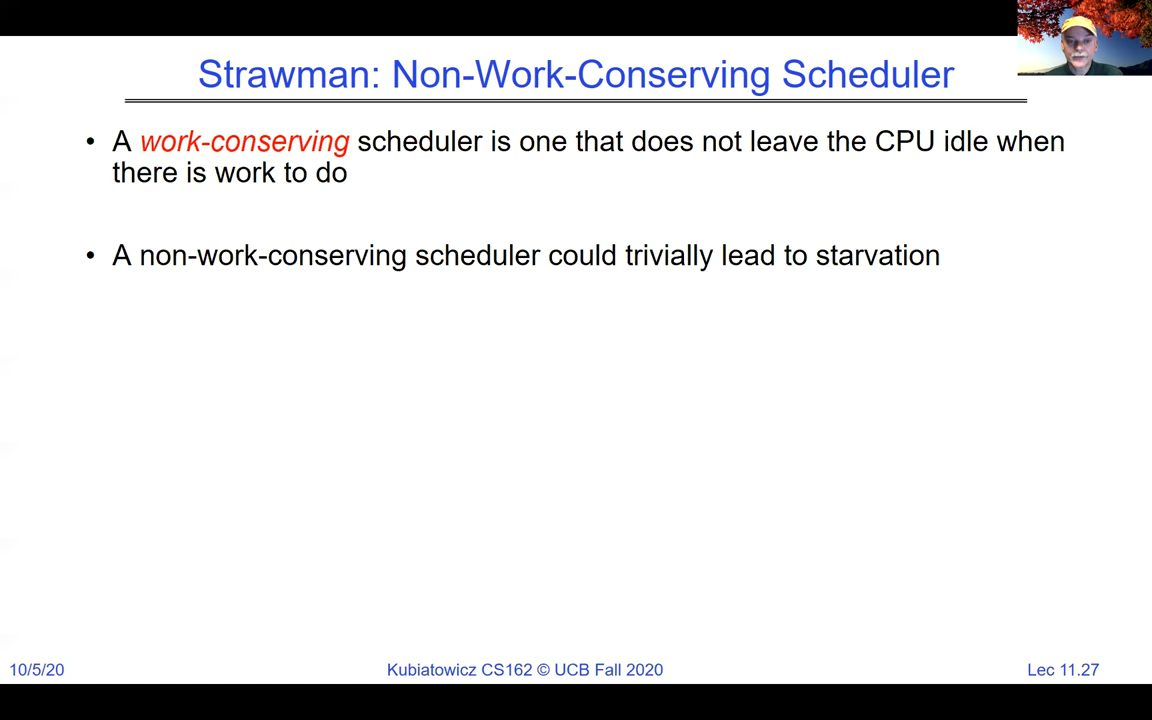 Strawman: Non-Work-Conserving Scheduler
• A work-conserving scheduler is one that does not leave the CPU idle when
there is work to do
• A non-work-conserving scheduler could trivially lead to starvation
10/5/20
Kubiatowicz CS162 © UCB Fall 2020
Lec 11.27